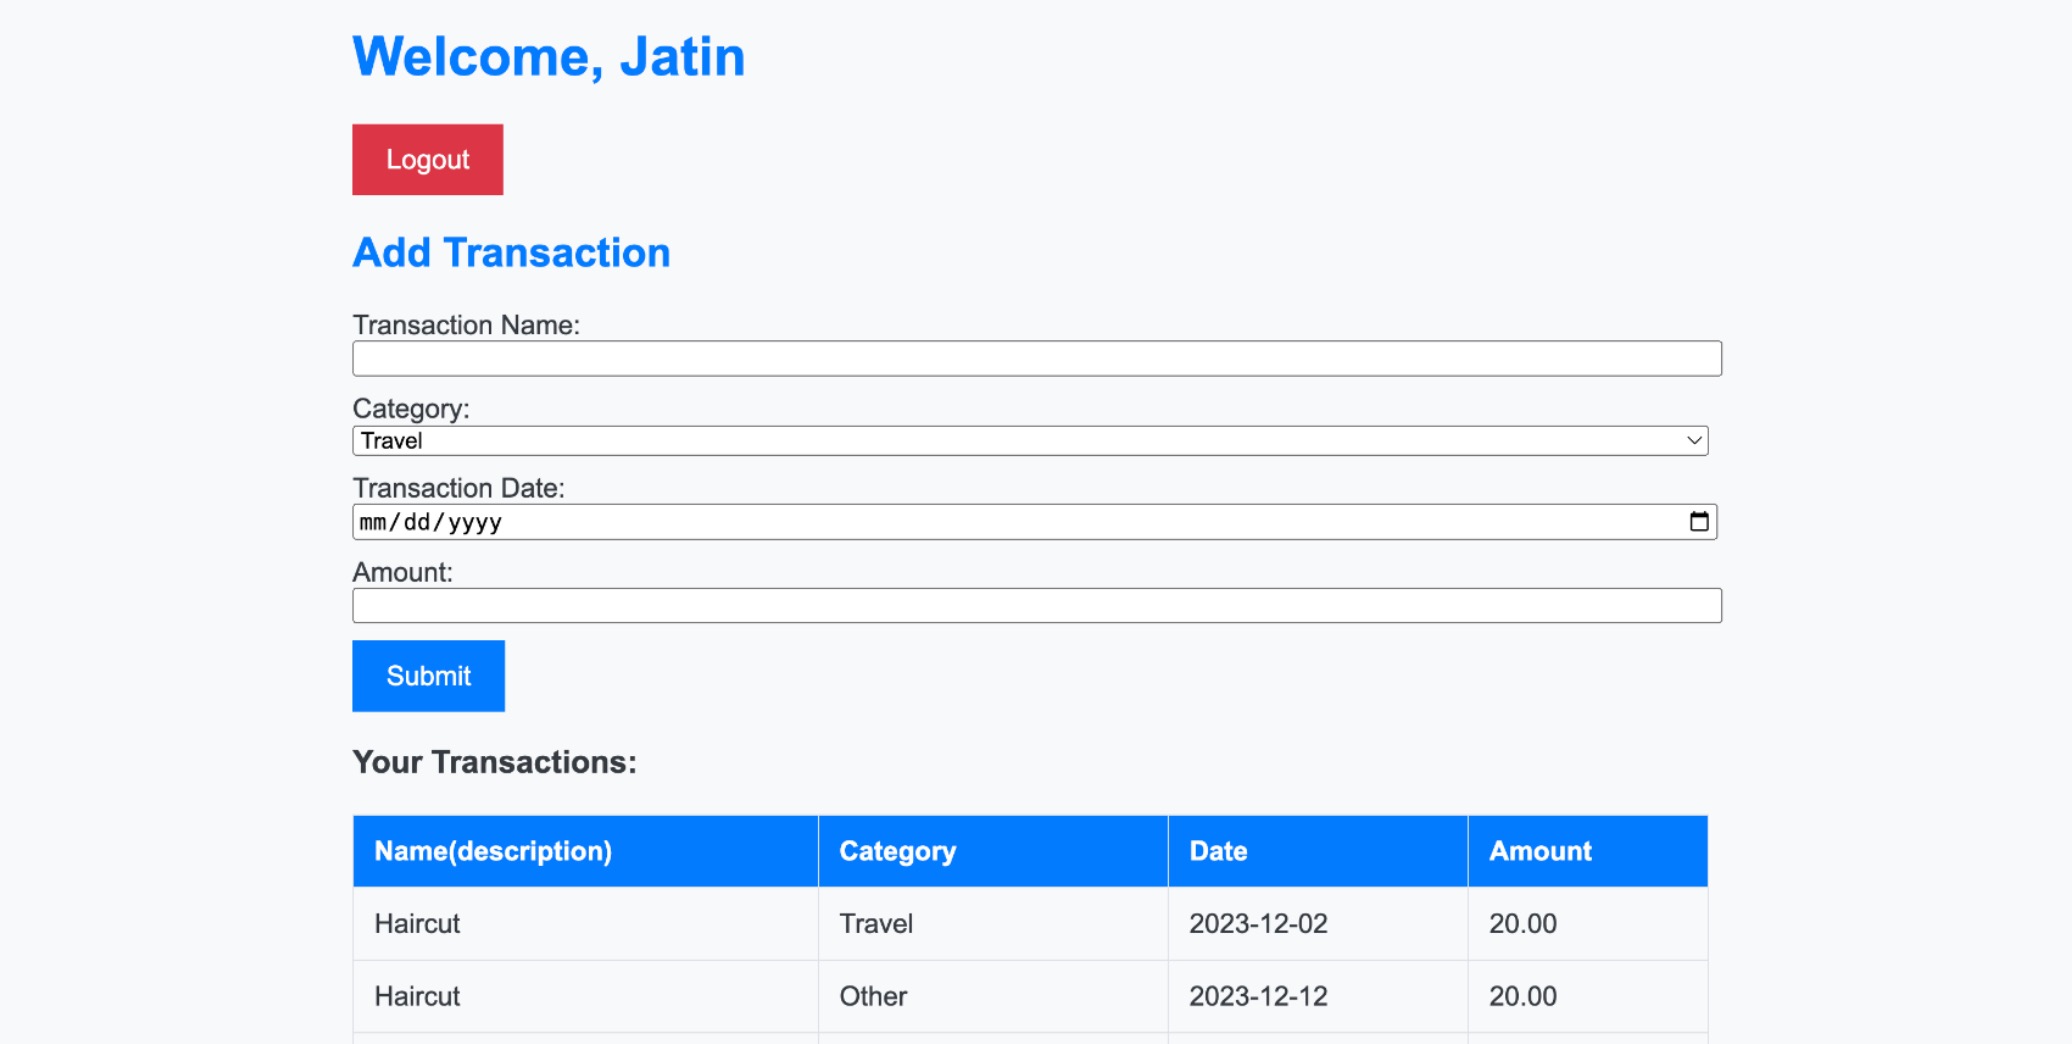 Welcome, Jatin
Logout
Add Transaction
Transaction Name:
Category:
Travel
Transaction Date:
mm/dd/yyyy
Amount:
Submit
Your Transactions:
Name(description) Category Date Amount
Haircut Travel 2023-12-02 20.00
Haircut Other 2023-12-12 20.00